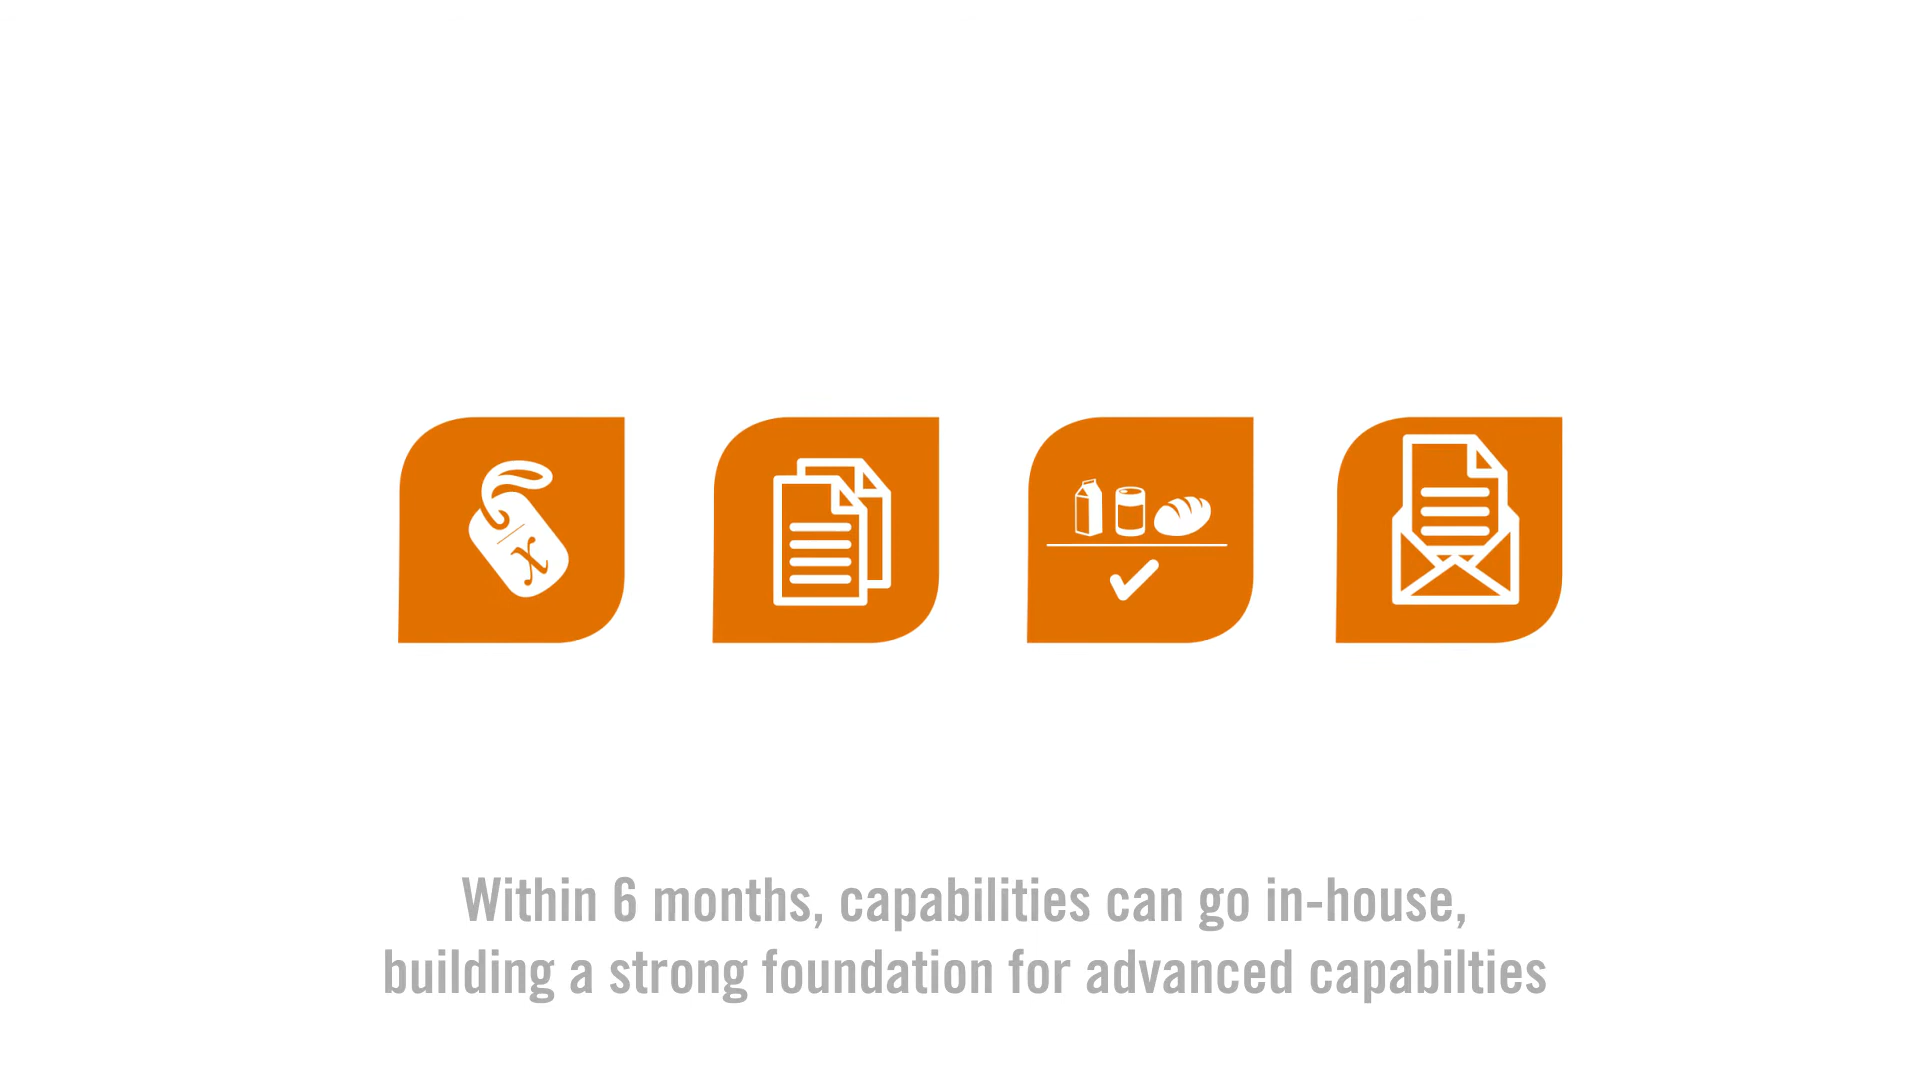 x
Within 6 months, capabilities can go in-house,
building a strong foundation for advanced capabilties